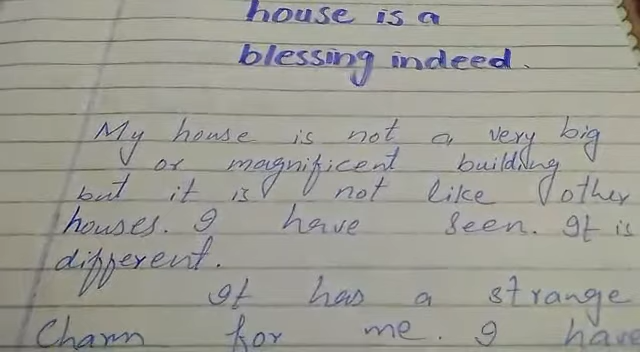 house is a
blessing indeed.
My house is not a very big
or magnificent building
but it is not like other
houses. I have seen. It is
different.
It has a strange
Charm for me. I have